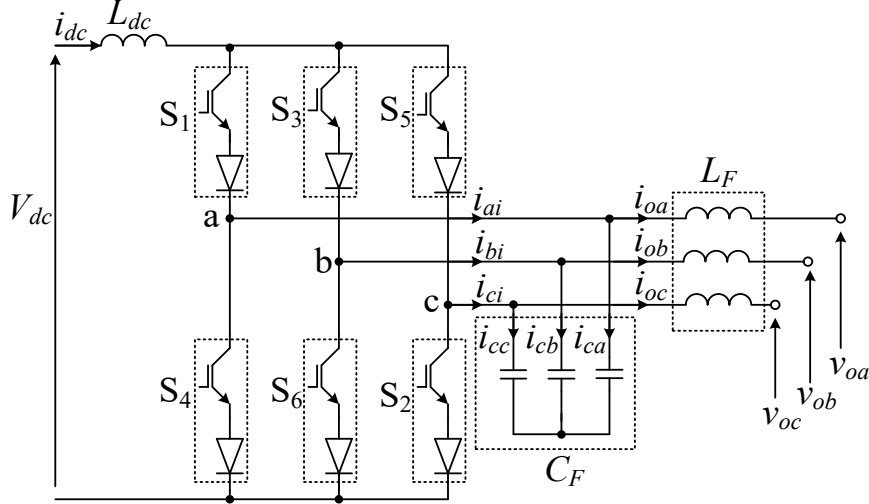 L_dc
i_dc
S_1
S_3
S_5
L_F
V_dc
a
i_ai
i_oa
b
i_bi
i_ob
c
i_ci
i_oc
i_cc
i_cb
i_ca
S_4
S_6
S_2
v_oa
v_ob
v_oc
C_F